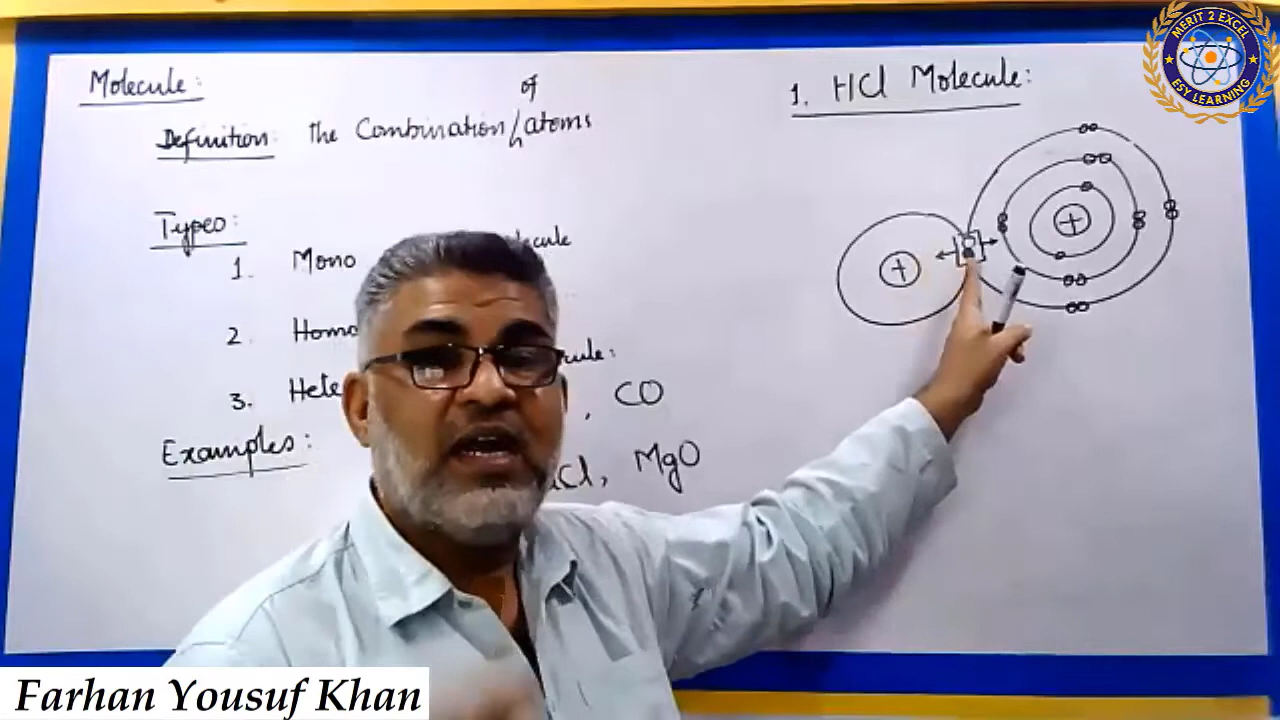 Molecule:
of
Definition: The Combination atoms
Types:
1. Mono
2. Homo
3. Hete
, CO
Examples:
Cl, MgO
1. HCl Molecule:
+
+
MERIT 2 EXCEL
ESY LEARNING
Farhan Yousuf Khan